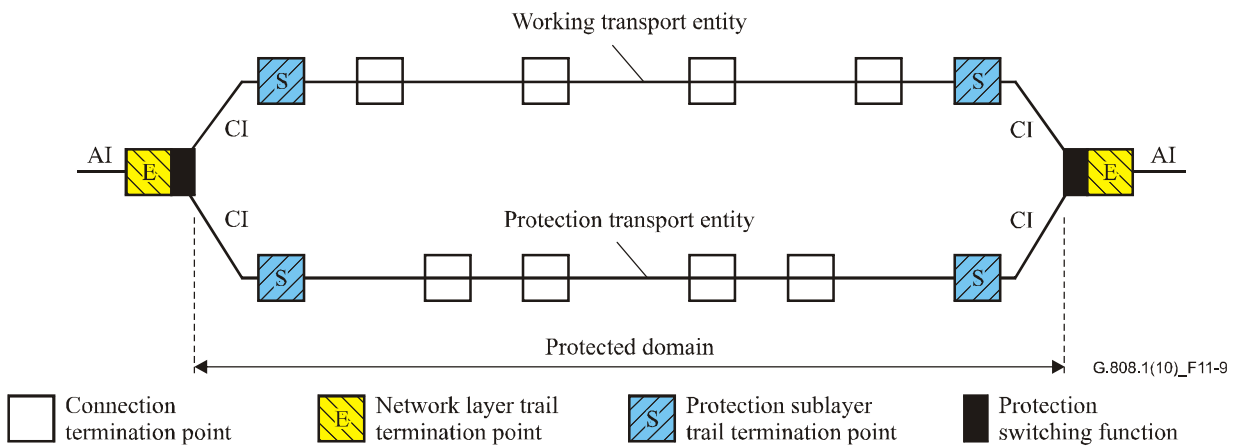 Working transport entity
S
S
CI
CI
AI
E
E
AI
CI
Protection transport entity
CI
S
S
Protected domain
G.808.1(10)_F11-9
Connection
termination point
E
Network layer trail
termination point
S
Protection sublayer
trail termination point
Protection
switching function